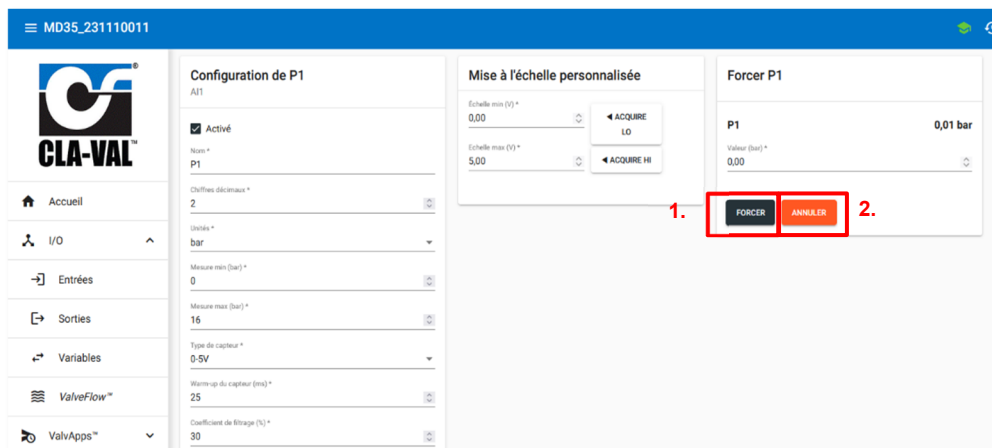 MD35_231110011
CLA-VAL™
®
Accueil
I/O
Entrées
Sorties
Variables
ValveFlow™
ValvApps™
Configuration de P1
AI1
Activé
Nom *
P1
Chiffres décimaux *
2
Unités *
bar
Mesure min (bar) *
0
Mesure max (bar) *
16
Type de capteur *
0-5V
Warm-up du capteur (ms) *
25
Coefficient de filtrage (%) *
30
Mise à l'échelle personnalisée
Échelle min (V) *
0,00
ACQUIRE
LO
Echelle max (V) *
5,00
ACQUIRE HI
Forcer P1
P1 0,01 bar
Valeur (bar) *
0,00
1. FORCER ANNULER 2.